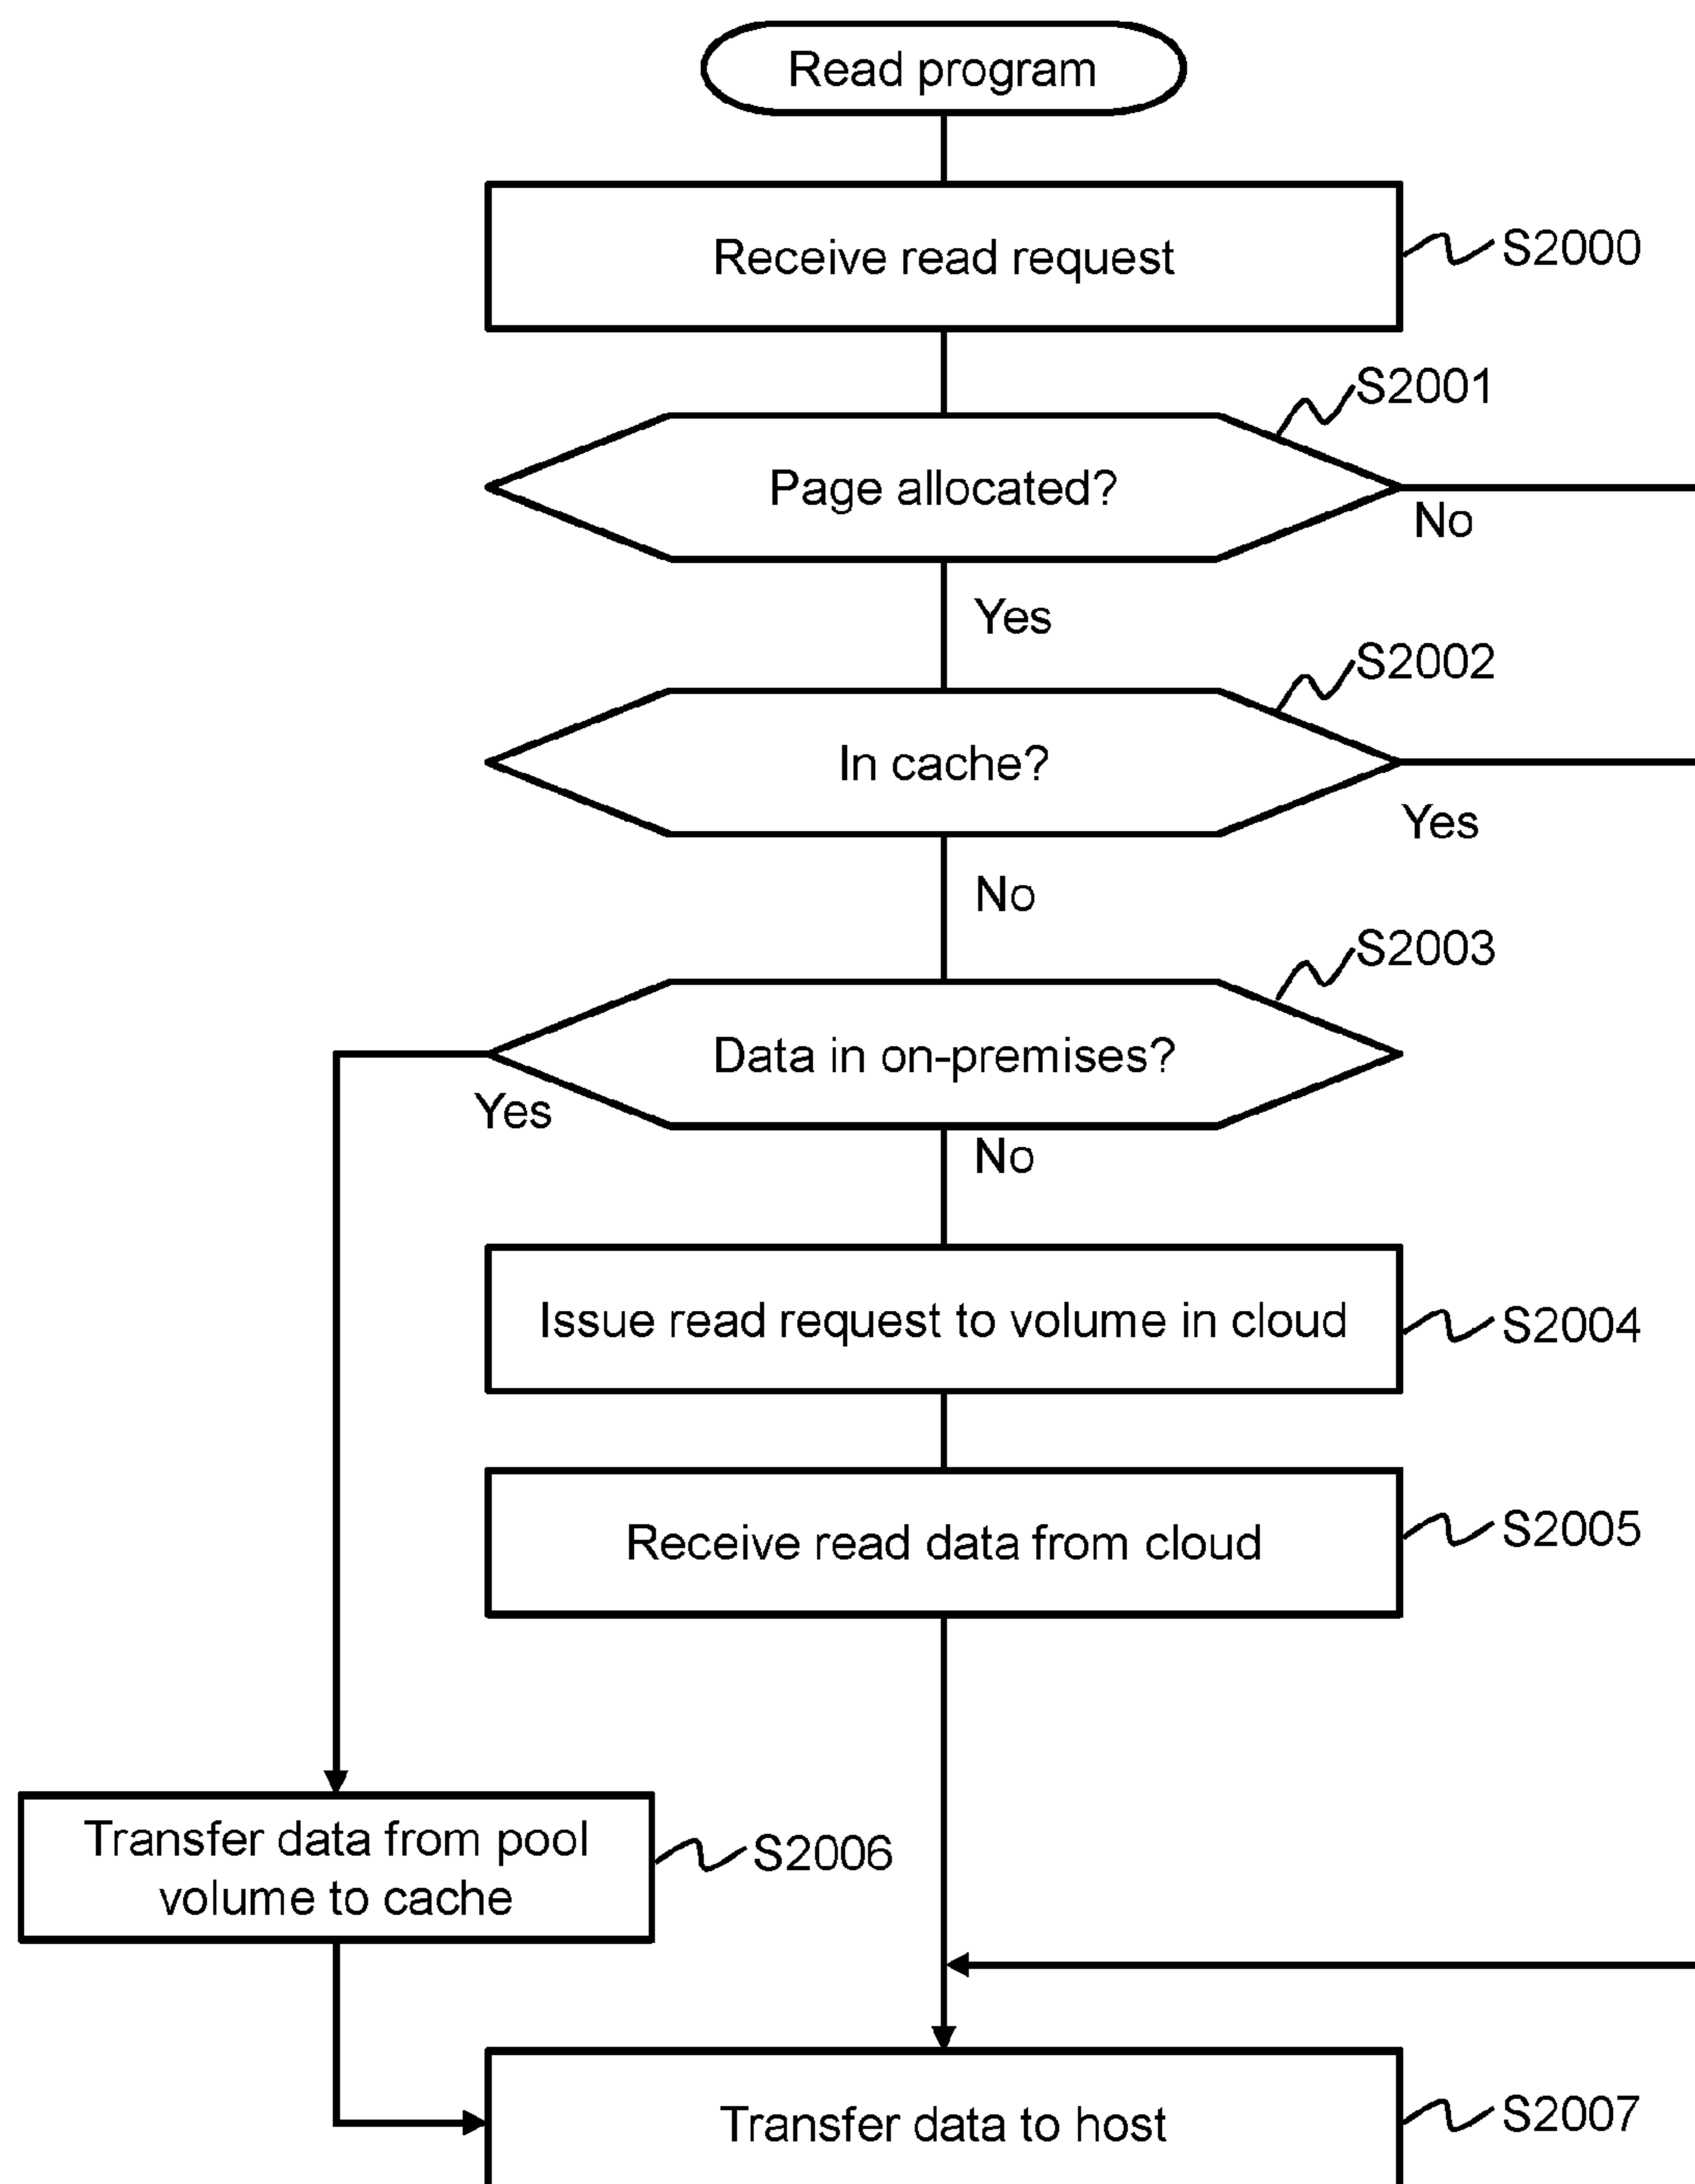 Read program
Receive read request
S2000
S2001
Page allocated?
No
Yes
S2002
In cache?
Yes
No
S2003
Data in on-premises?
Yes
No
Issue read request to volume in cloud
S2004
Receive read data from cloud
S2005
Transfer data from pool
volume to cache
S2006
Transfer data to host
S2007